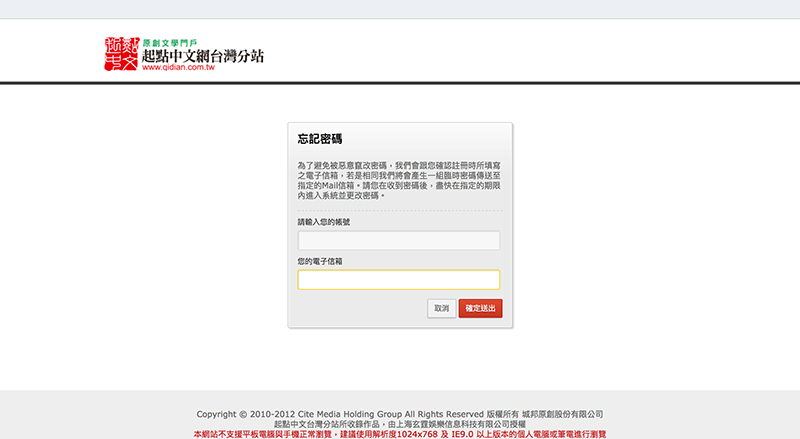 起點中文
原創文學門戶
起點中文網台灣分站
www.qidian.com.tw
忘記密碼
為了避免被惡意竄改密碼，我們會跟您確認註冊時所填寫
之電子信箱，若是相同我們將會產生一組臨時密碼傳送至
指定的Mail信箱。請您在收到密碼後，盡快在指定的期限
內進入系統並更改密碼。
請輸入您的帳號
您的電子信箱
取消
確定送出
Copyright © 2010-2012 Cite Media Holding Group All Rights Reserved 版權所有 城邦原創股份有限公司
起點中文台灣分站所收錄作品，由上海玄霆娛樂信息科技有限公司授權
本網站不支援平板電腦與手機正常瀏覽，建議使用解析度1024x768 及 IE9.0 以上版本的個人電腦或筆電進行瀏覽